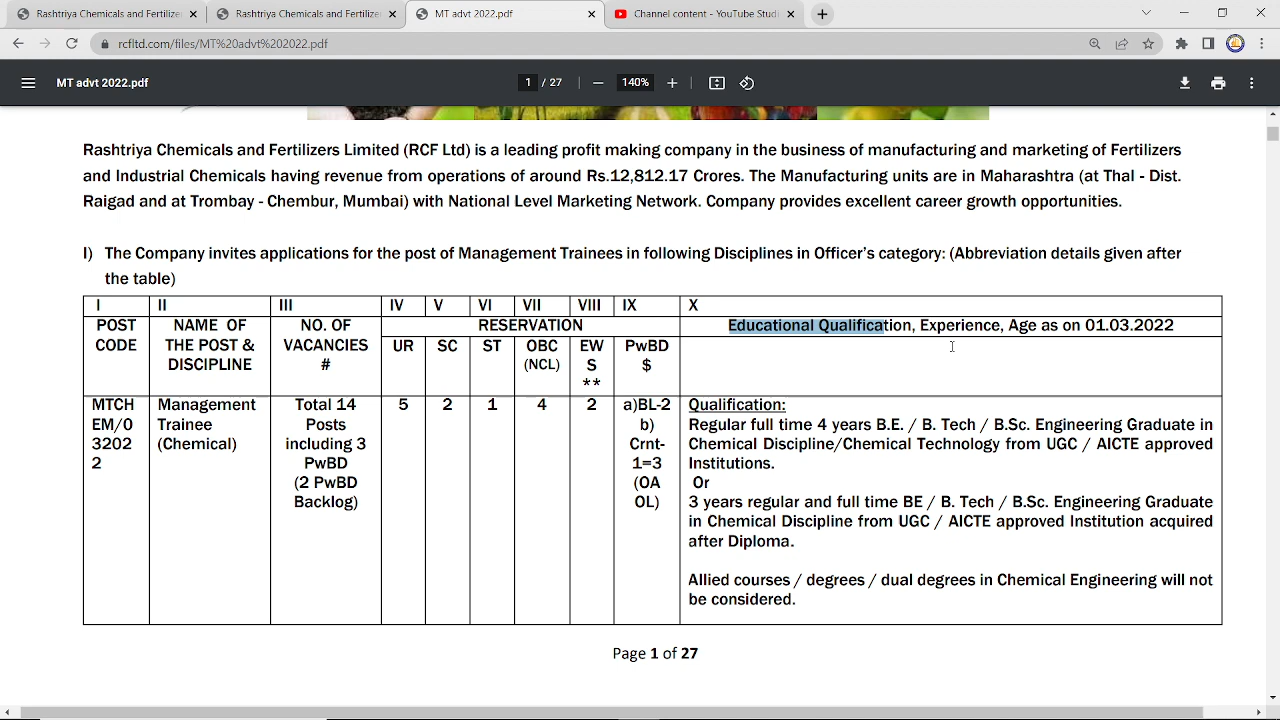 Rashtriya Chemicals and Fertilize
Rashtriya Chemicals and Fertilize
MT advt 2022.pdf
Channel content - YouTube Studi
rcfltd.com/files/MT%20advt%202022.pdf
MT advt 2022.pdf
1 / 27
140%
Rashtriya Chemicals and Fertilizers Limited (RCF Ltd) is a leading profit making company in the business of manufacturing and marketing of Fertilizers
and Industrial Chemicals having revenue from operations of around Rs.12,812.17 Crores. The Manufacturing units are in Maharashtra (at Thal - Dist.
Raigad and at Trombay - Chembur, Mumbai) with National Level Marketing Network. Company provides excellent career growth opportunities.
I) The Company invites applications for the post of Management Trainees in following Disciplines in Officer's category: (Abbreviation details given after
the table)
I II III IV V VI VII VIII IX X
POST
CODE
NAME OF
THE POST &
DISCIPLINE
NO. OF
VACANCIES
#
RESERVATION
UR SC ST
OBC
(NCL)
EW
S
**
PwBD
$
Educational Qualification, Experience, Age as on 01.03.2022
MTCH
EM/0
3202
2
Management
Trainee
(Chemical)
Total 14
Posts
including 3
PwBD
(2 PwBD
Backlog)
5 2 1 4 2
a)BL-2
b)
Crnt-
1=3
(OA
OL)
Qualification:
Regular full time 4 years B.E. / B. Tech / B.Sc. Engineering Graduate in
Chemical Discipline/Chemical Technology from UGC / AICTE approved
Institutions.
Or
3 years regular and full time BE / B. Tech / B.Sc. Engineering Graduate
in Chemical Discipline from UGC / AICTE approved Institution acquired
after Diploma.
Allied courses / degrees / dual degrees in Chemical Engineering will not
be considered.
Page 1 of 27